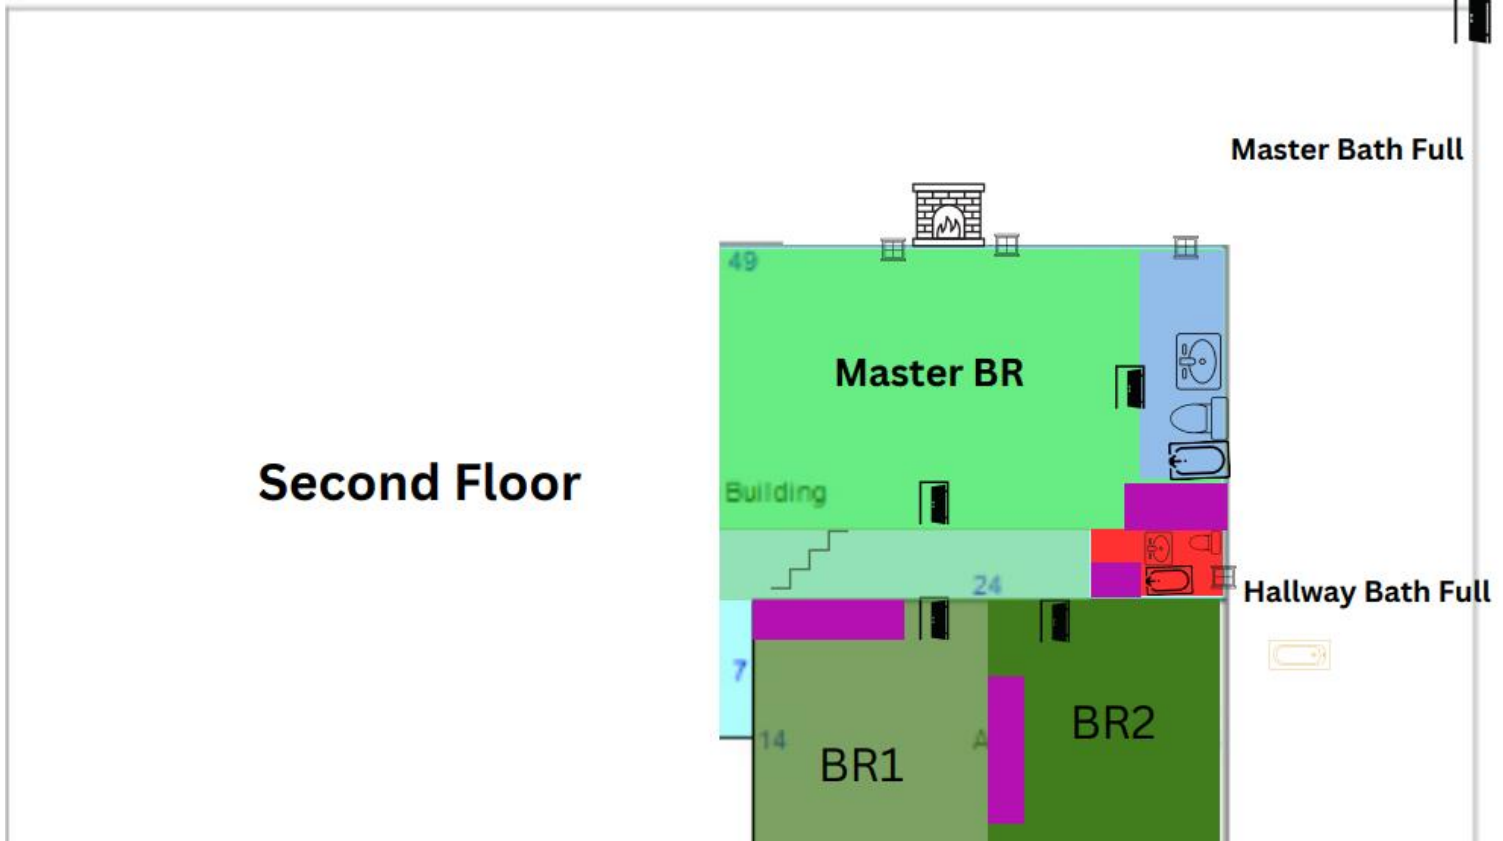 Master Bath Full
49
Master BR
Second Floor
Building
24
Hallway Bath Full
7
14
A
BR1
BR2